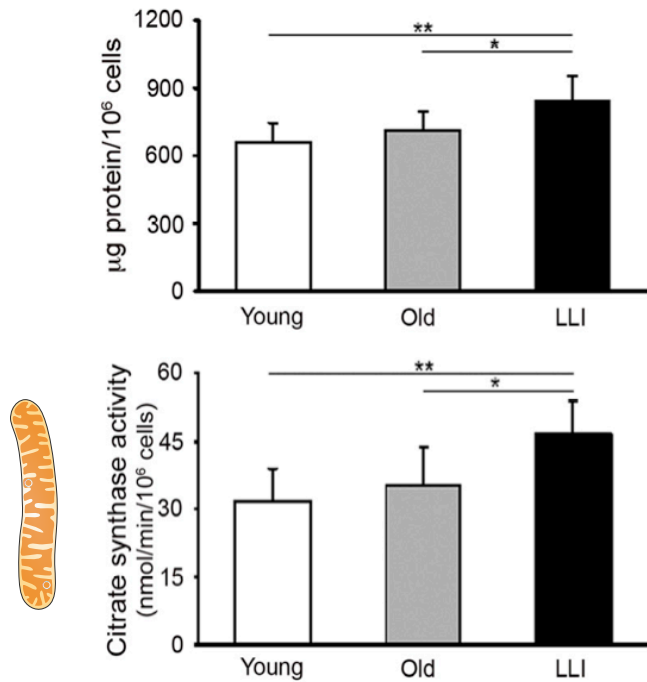 1200
900
600
300
0
μg protein/10⁶ cells
**
*
Young Old LLI
60
45
30
15
0
Citrate synthase activity
(nmol/min/10⁶ cells)
**
*
Young Old LLI